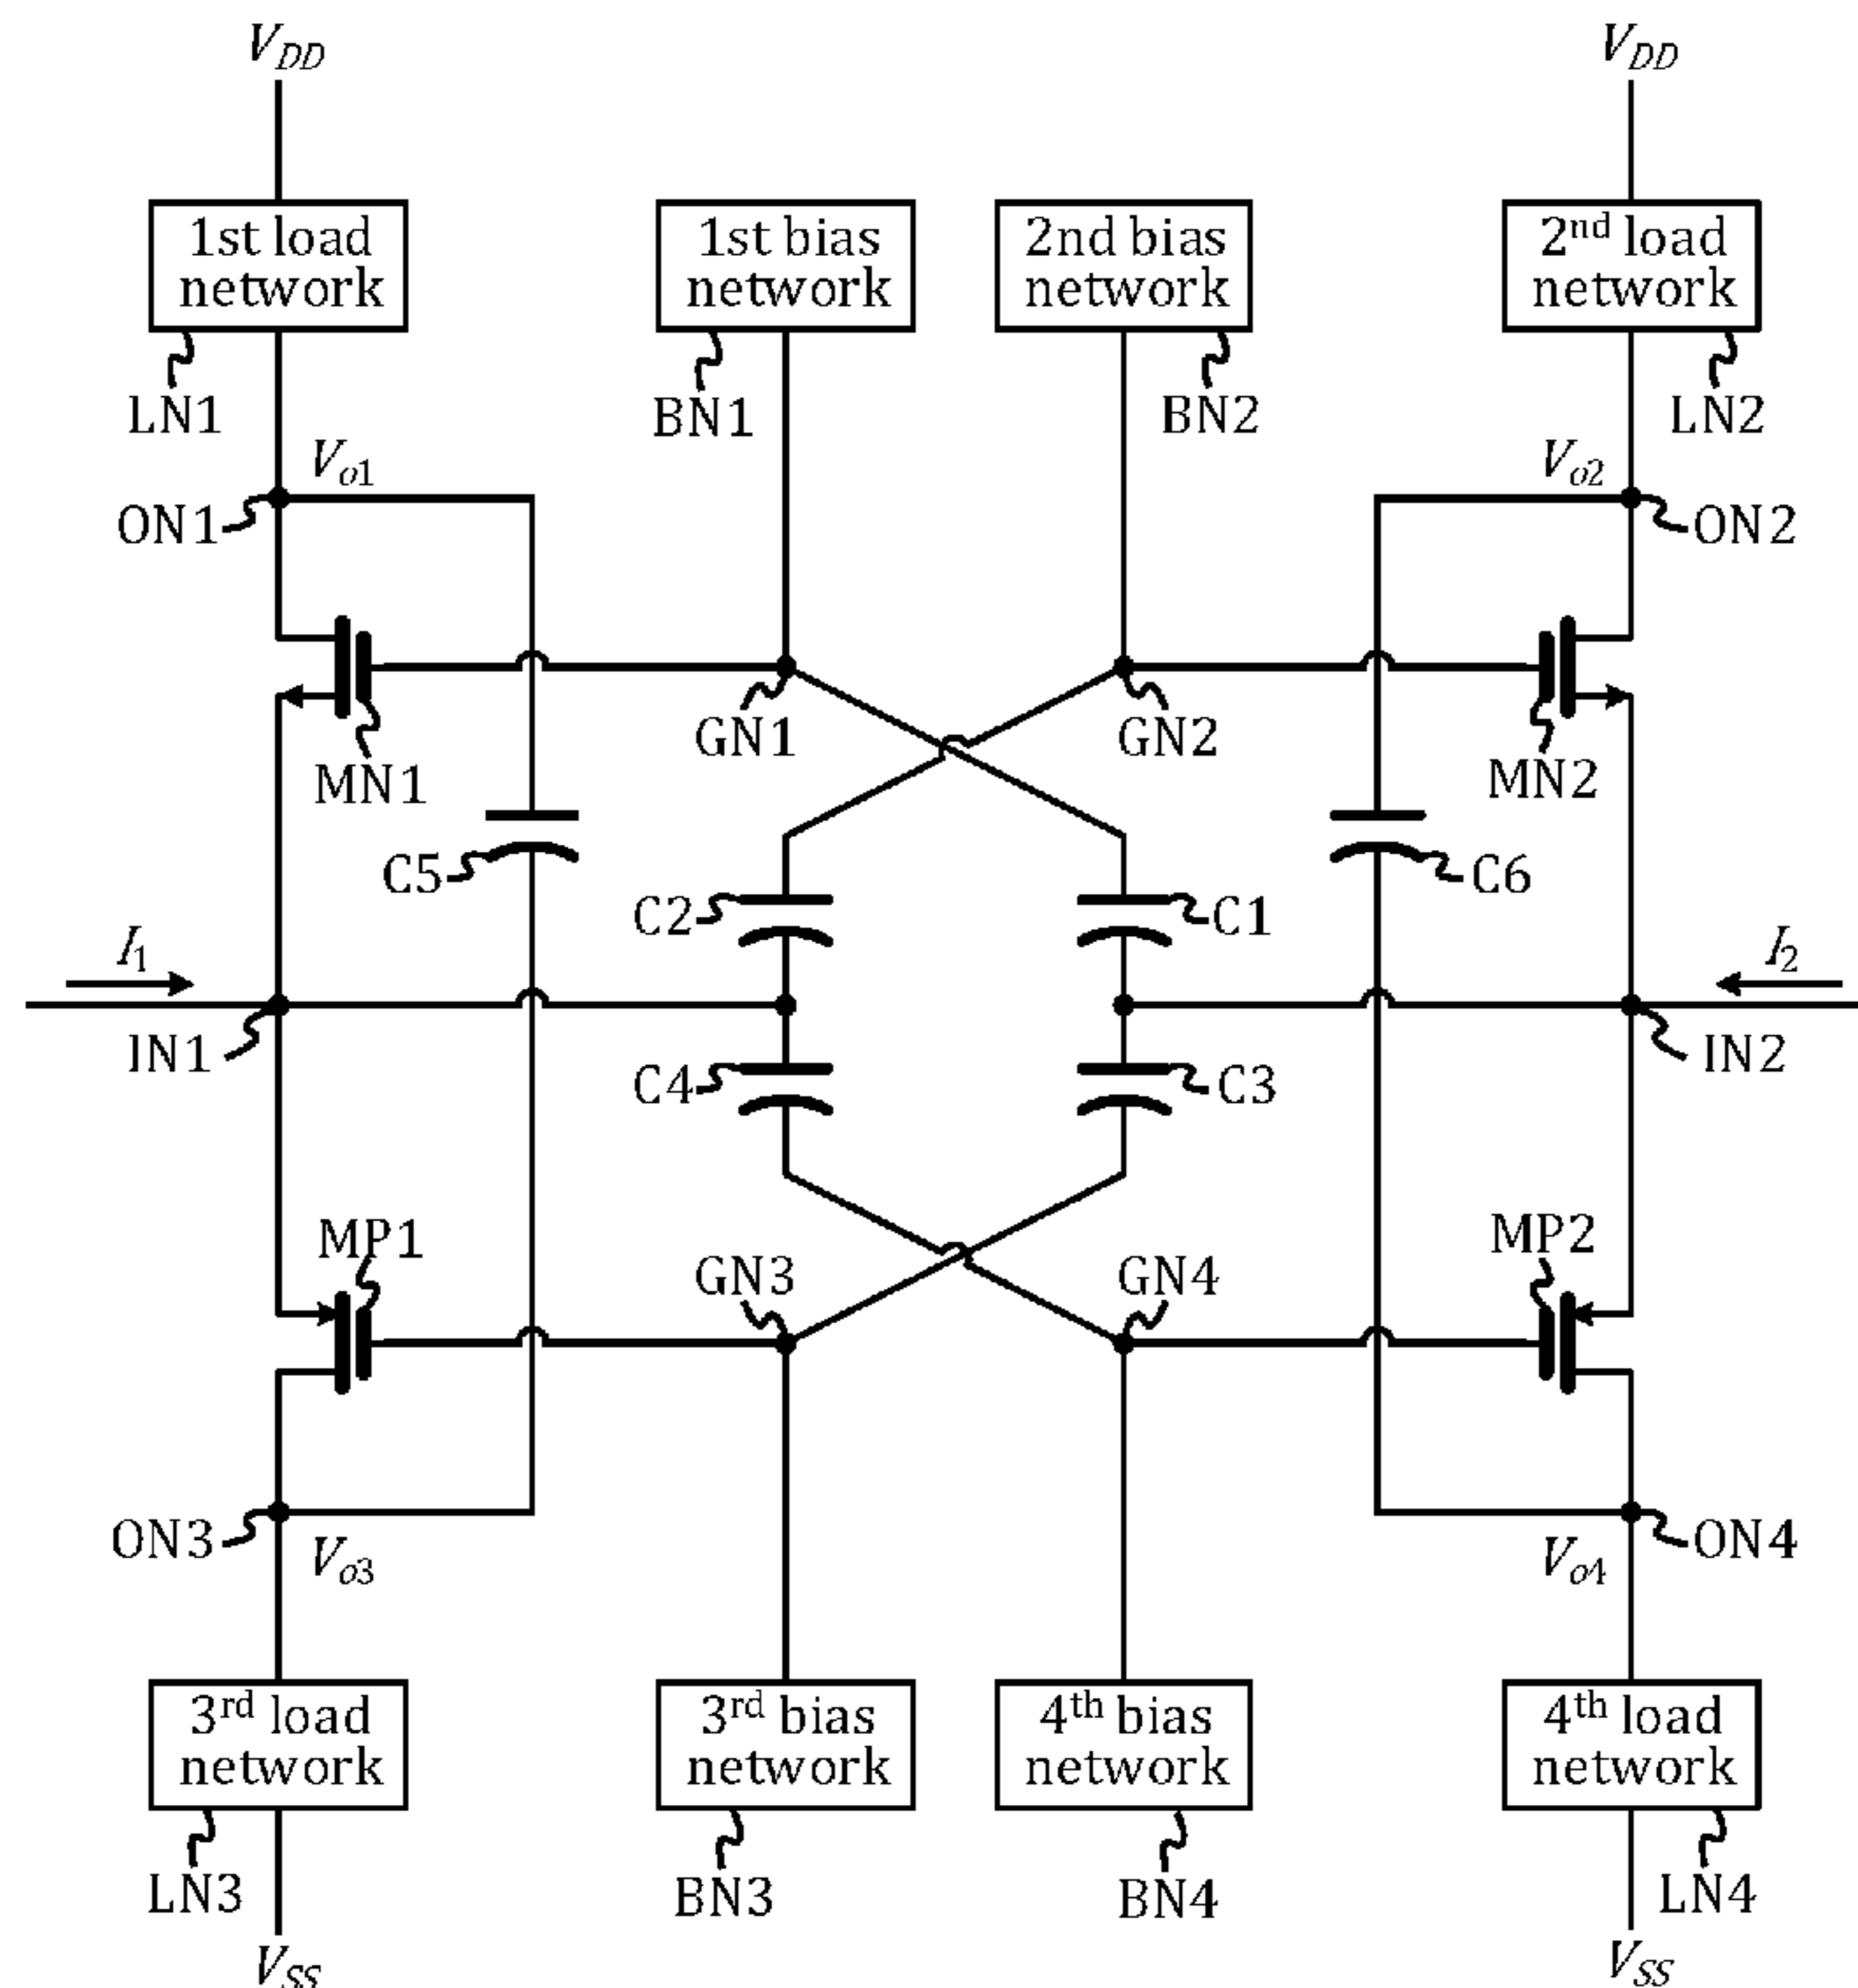 VDD
VDD
1st load
network
1st bias
network
2nd bias
network
2nd load
network
LN1
BN1
BN2
LN2
Vo1
Vo2
ON1
ON2
GN1
GN2
MN1
MN2
C5
C6
C2
C1
I1
I2
IN1
IN2
C4
C3
MP1
MP2
GN3
GN4
ON3
ON4
Vo3
Vo4
3rd load
network
3rd bias
network
4th bias
network
4th load
network
LN3
BN3
BN4
LN4
VSS
VSS